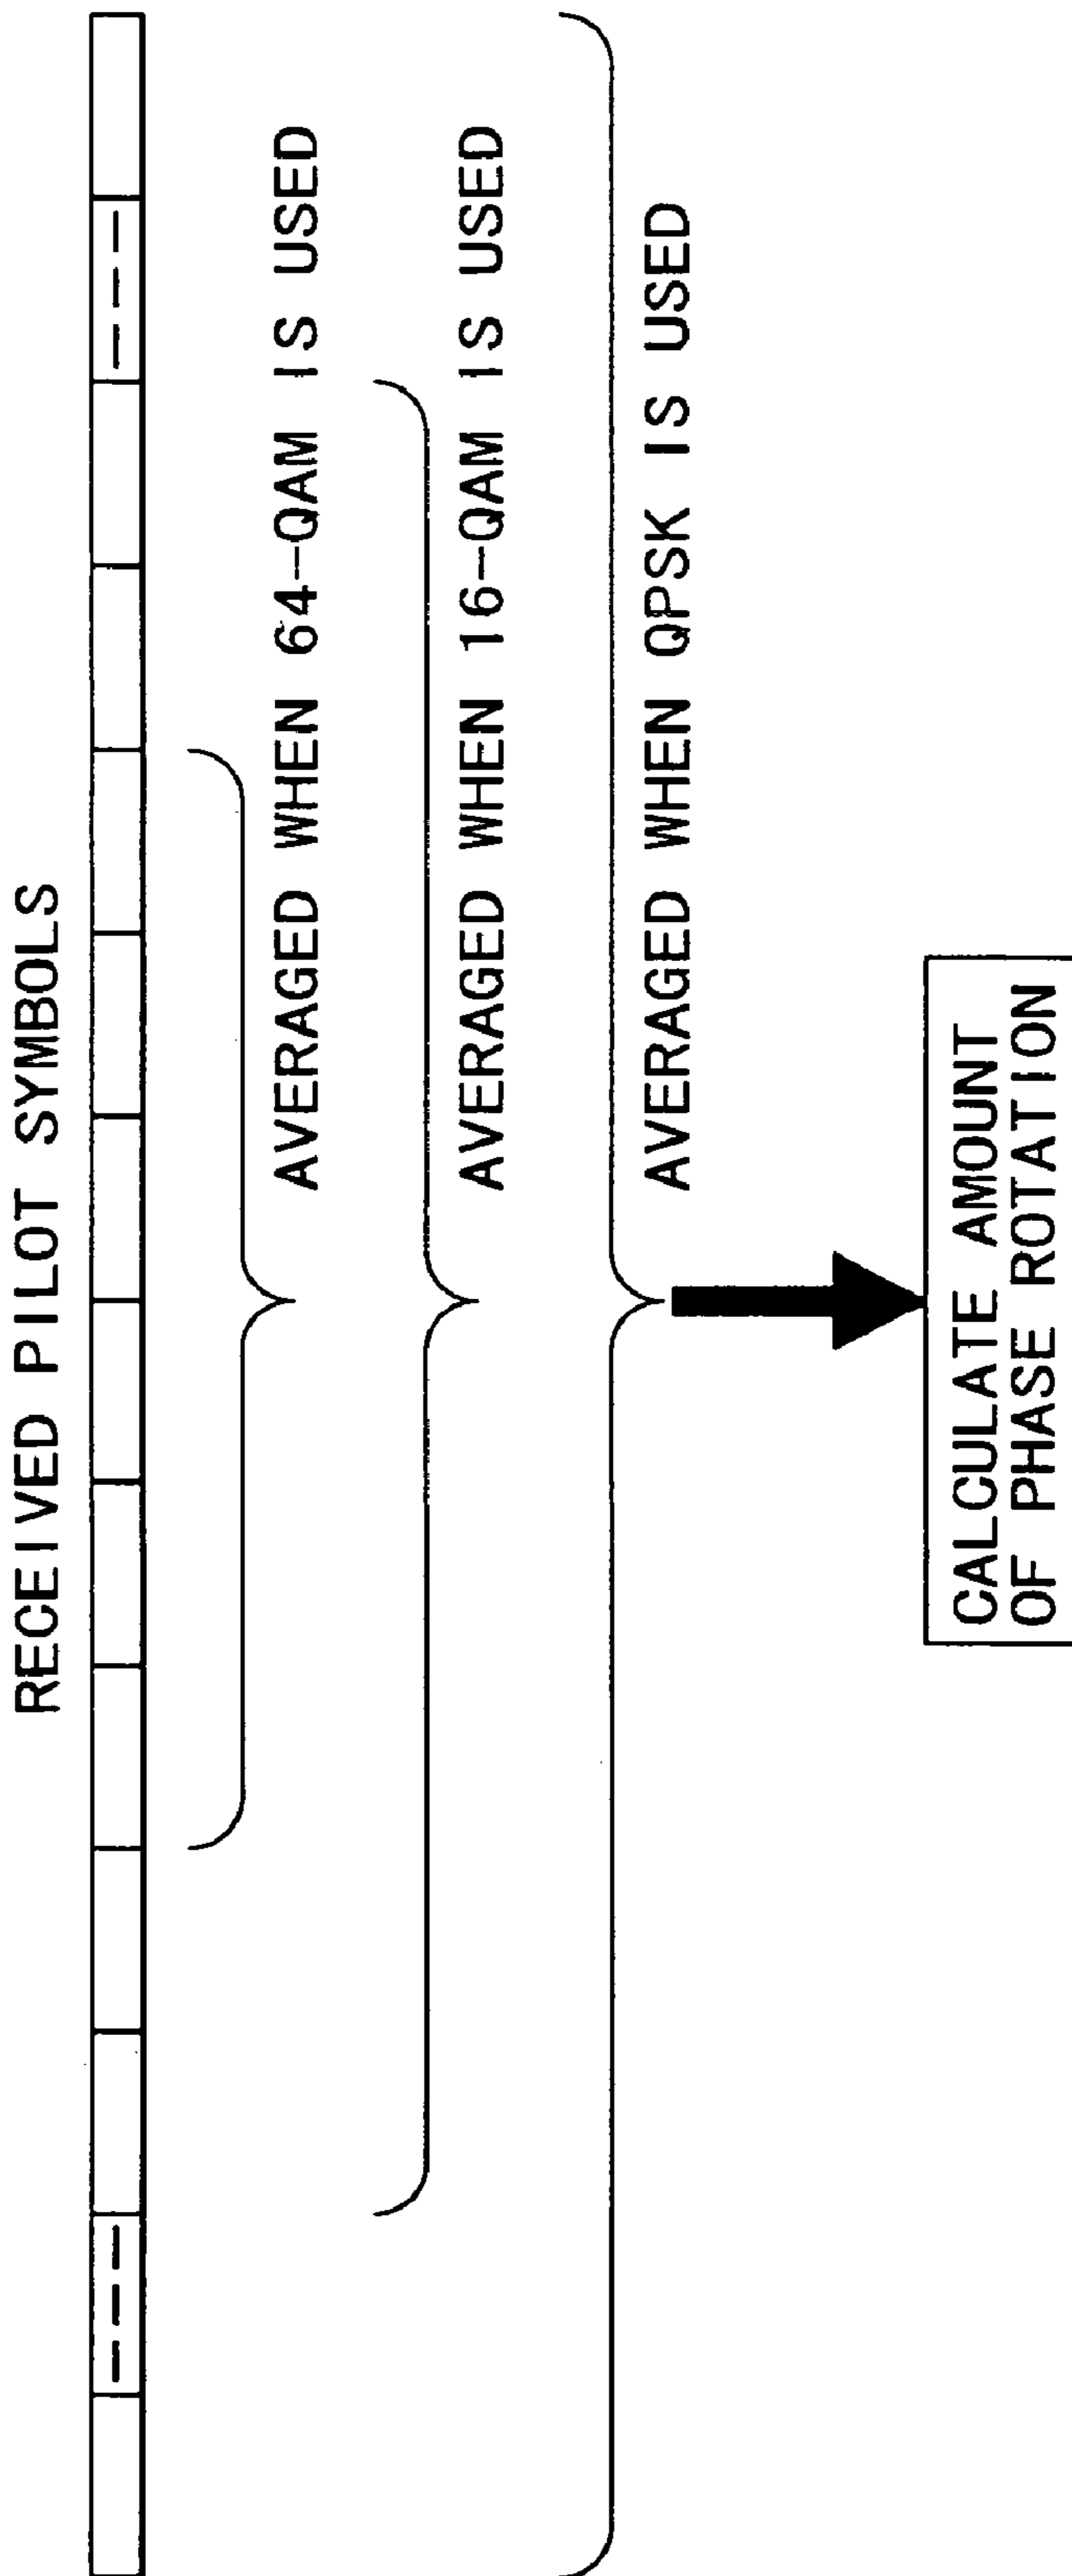 RECEIVED PILOT SYMBOLS
AVERAGED WHEN 64-QAM IS USED
AVERAGED WHEN 16-QAM IS USED
AVERAGED WHEN QPSK IS USED
CALCULATE AMOUNT
OF PHASE ROTATION